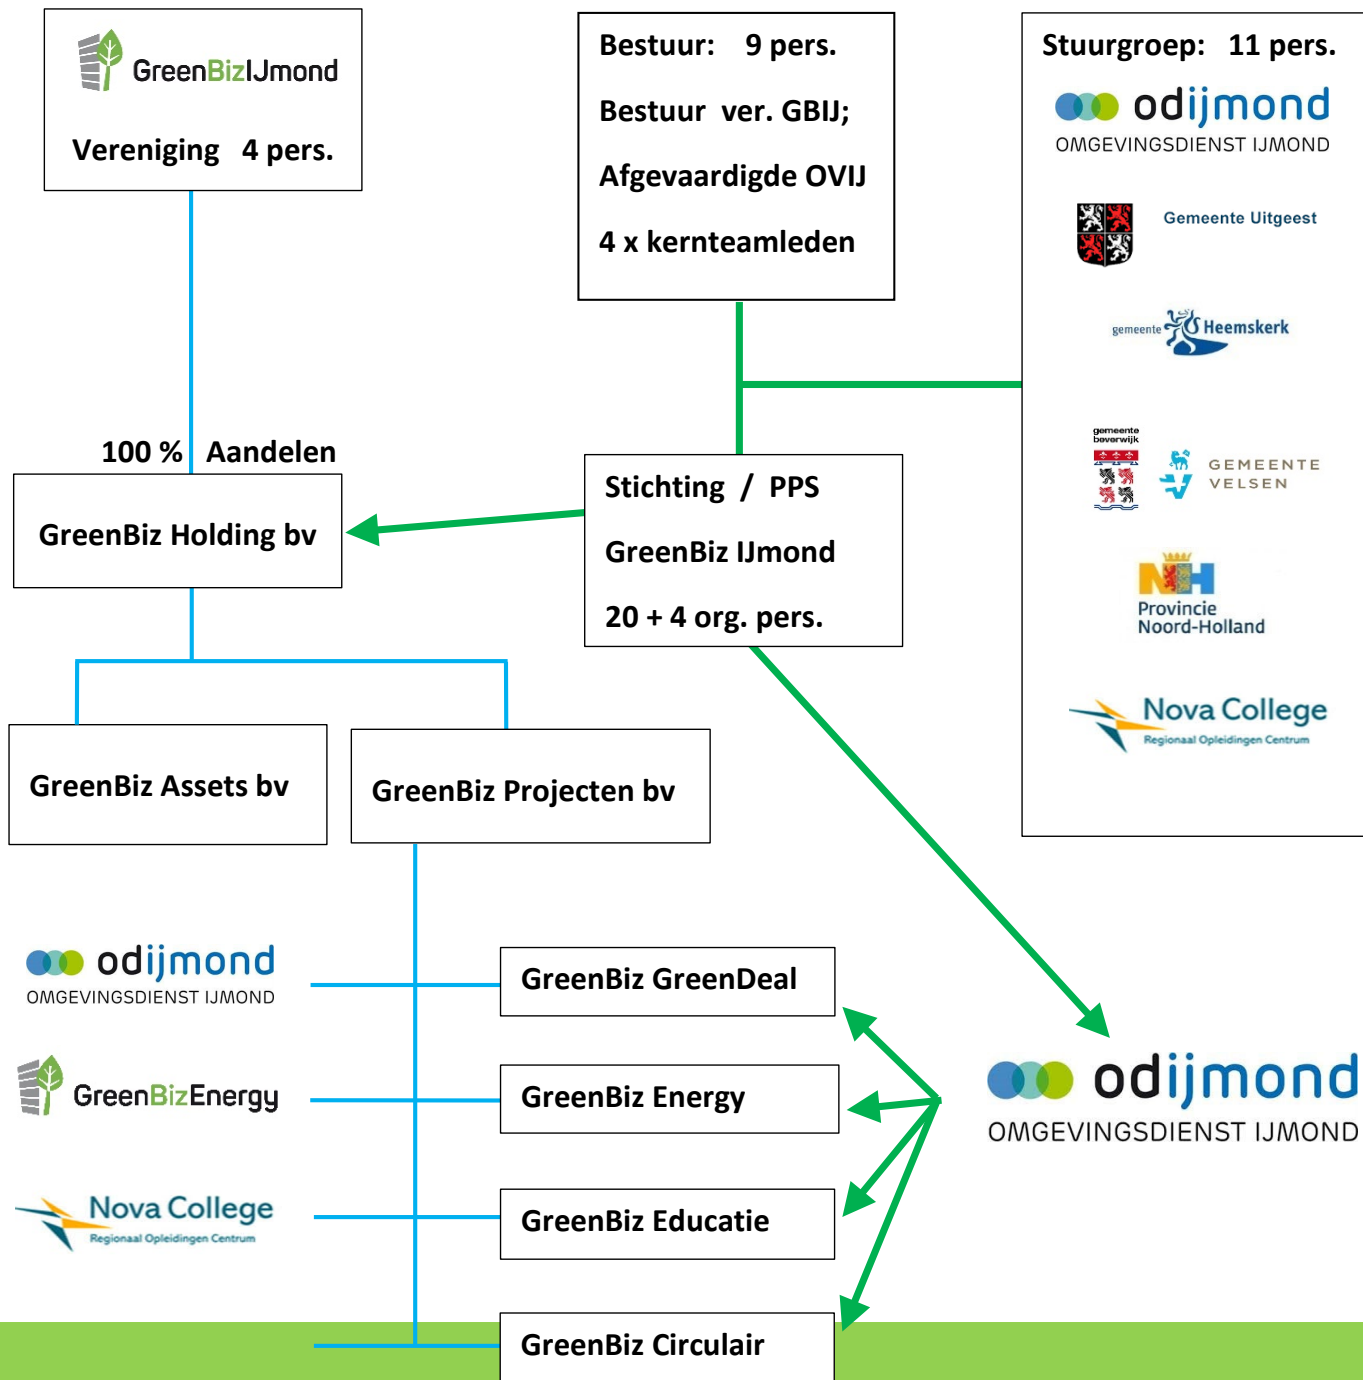 GreenBizIJmond
Vereniging 4 pers.
Bestuur: 9 pers.
Bestuur ver. GBIJ;
Afgevaardigde OVIJ
4 x kernteamleden
Stuurgroep: 11 pers.
odijmond
OMGEVINGSDIENST IJMOND
Gemeente Uitgeest
gemeente Heemskerk
gemeente
beverwijk
GEMEENTE
VELSEN
NH
Provincie
Noord-Holland
Nova College
Regionaal Opleidingen Centrum
100 % Aandelen
GreenBiz Holding bv
Stichting / PPS
GreenBiz IJmond
20 + 4 org. pers.
GreenBiz Assets bv
GreenBiz Projecten bv
odijmond
OMGEVINGSDIENST IJMOND
GreenBiz GreenDeal
GreenBizEnergy
GreenBiz Energy
odijmond
OMGEVINGSDIENST IJMOND
Nova College
Regionaal Opleidingen Centrum
GreenBiz Educatie
GreenBiz Circulair